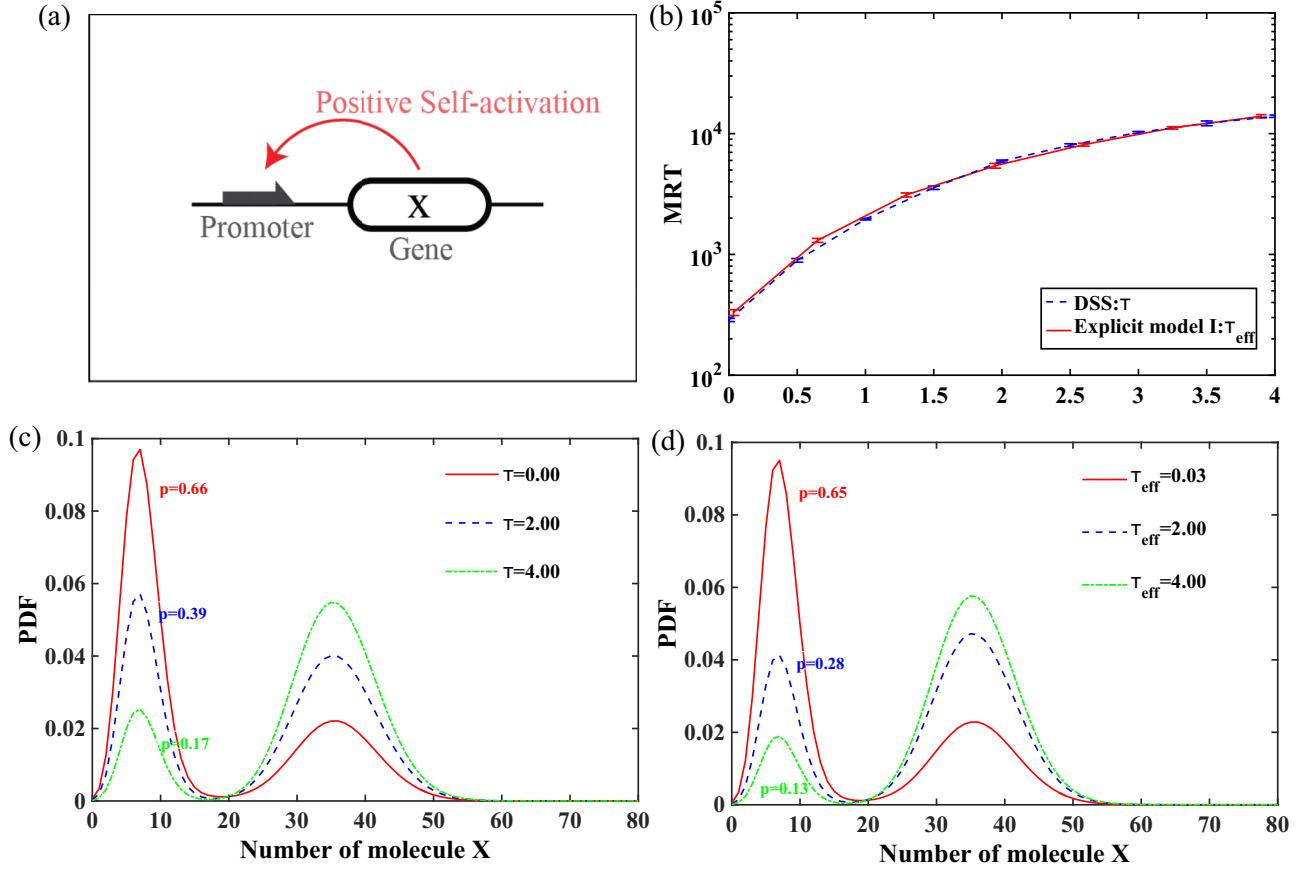 (a)
Positive Self-activation
X
Promoter
Gene
(b)
10^5
10^4
10^3
10^2
MRT
DSS:τ
Explicit model I:τ_eff
0 0.5 1 1.5 2 2.5 3 3.5 4
(c)
0.1
0.08
0.06
0.04
0.02
0
PDF
p=0.66
p=0.39
p=0.17
τ=0.00
τ=2.00
τ=4.00
0 10 20 30 40 50 60 70 80
Number of molecule X
(d)
0.1
0.08
0.06
0.04
0.02
0
PDF
p=0.65
p=0.28
p=0.13
τ_eff=0.03
τ_eff=2.00
τ_eff=4.00
0 10 20 30 40 50 60 70 80
Number of molecule X